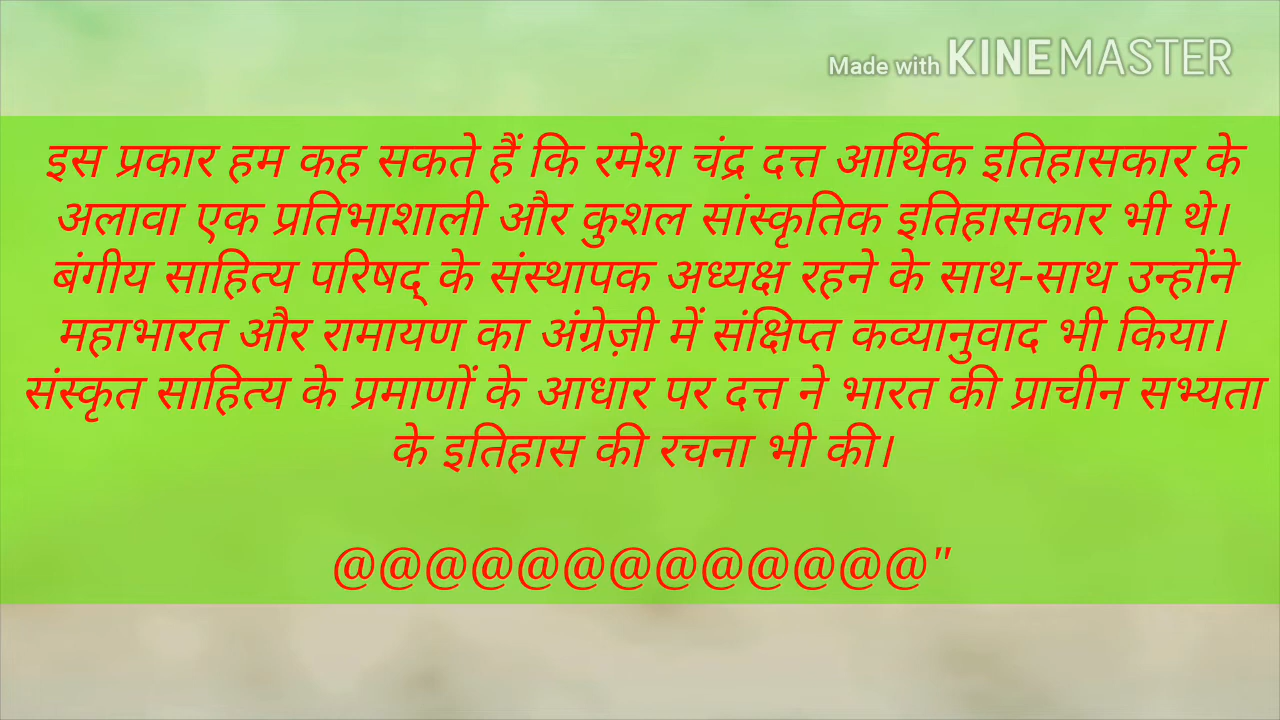 Made with KINEMASTER
इस प्रकार हम कह सकते हैं कि रमेश चंद्र दत्त आर्थिक इतिहासकार के
अलावा एक प्रतिभाशाली और कुशल सांस्कृतिक इतिहासकार भी थे।
बंगीय साहित्य परिषद् के संस्थापक अध्यक्ष रहने के साथ-साथ उन्होंने
महाभारत और रामायण का अंग्रेज़ी में संक्षिप्त कव्यानुवाद भी किया।
संस्कृत साहित्य के प्रमाणों के आधार पर दत्त ने भारत की प्राचीन सभ्यता
के इतिहास की रचना भी की।
@@@@@@@@@@@@@"